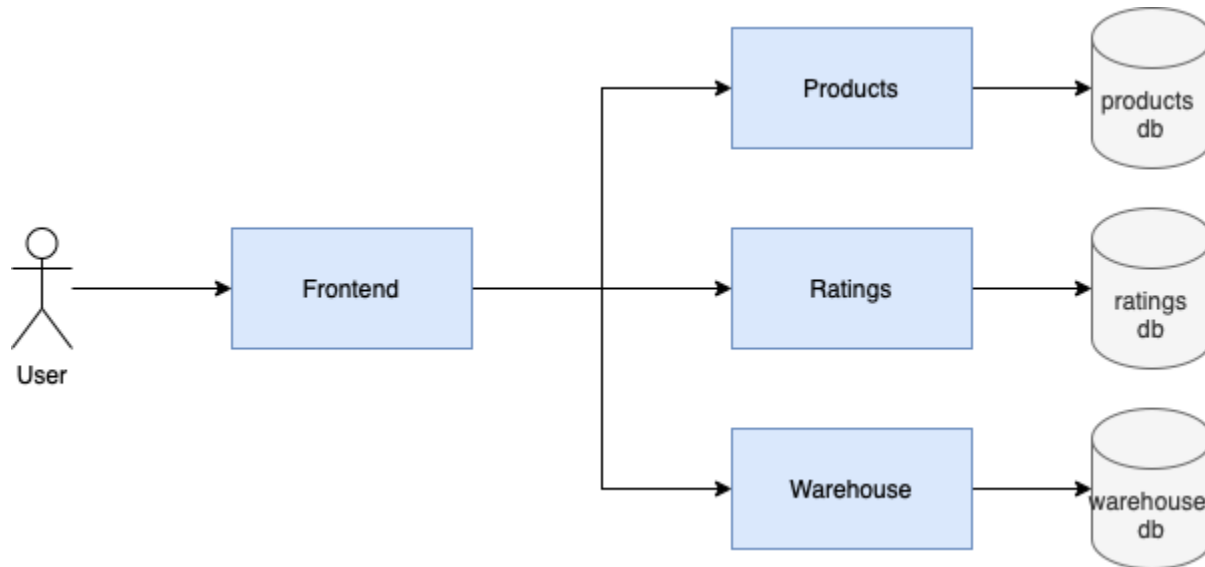 Products
products
db
User
Frontend
Ratings
ratings
db
Warehouse
warehouse
db